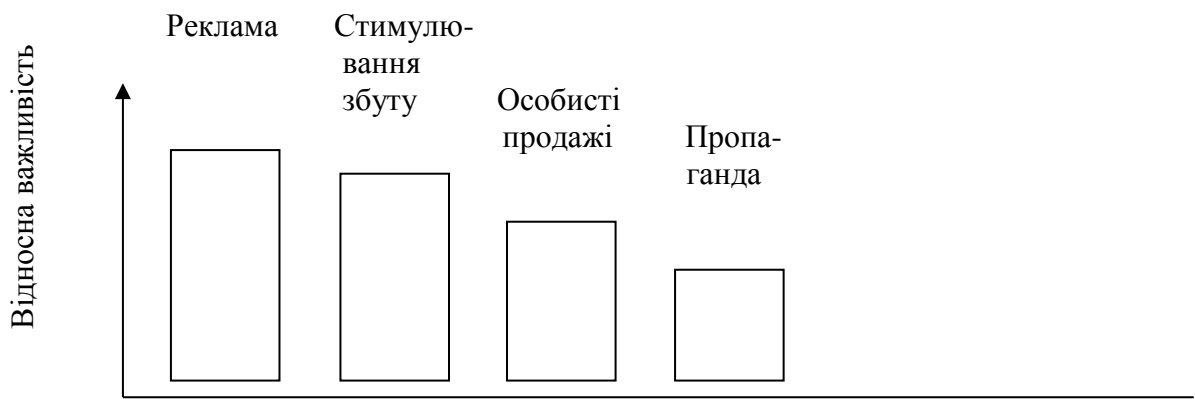 Реклама
Стимулю-
вання
збуту
Особисті
продажі
Пропа-
ганда
Відносна важливість